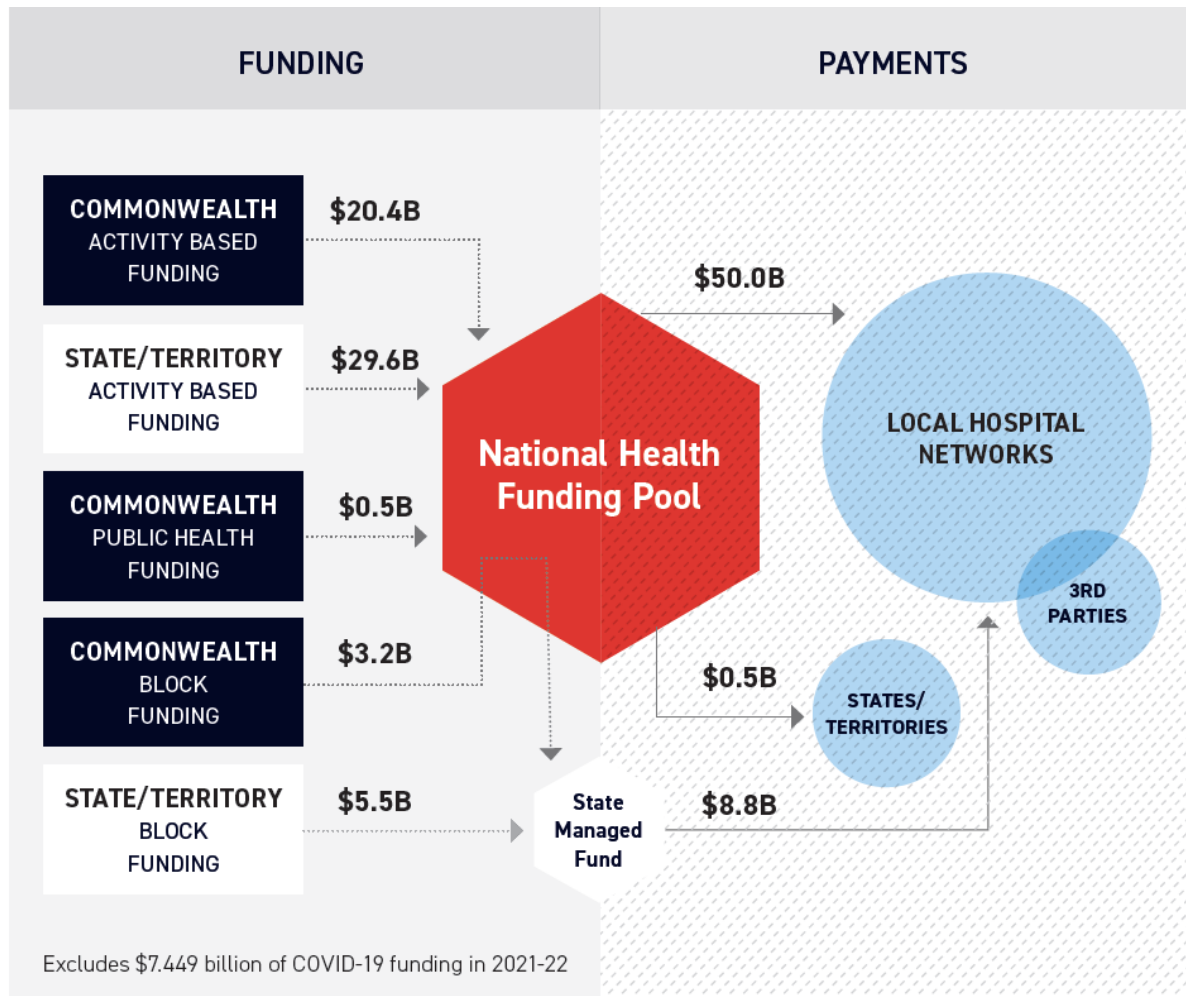 FUNDING
PAYMENTS
COMMONWEALTH
ACTIVITY BASED
FUNDING
$20.4B
STATE/TERRITORY
ACTIVITY BASED
FUNDING
$29.6B
COMMONWEALTH
PUBLIC HEALTH
FUNDING
$0.5B
COMMONWEALTH
BLOCK
FUNDING
$3.2B
STATE/TERRITORY
BLOCK
FUNDING
$5.5B
National Health
Funding Pool
State
Managed
Fund
$50.0B
LOCAL HOSPITAL
NETWORKS
3RD
PARTIES
$0.5B
STATES/
TERRITORIES
$8.8B
Excludes $7.449 billion of COVID-19 funding in 2021-22